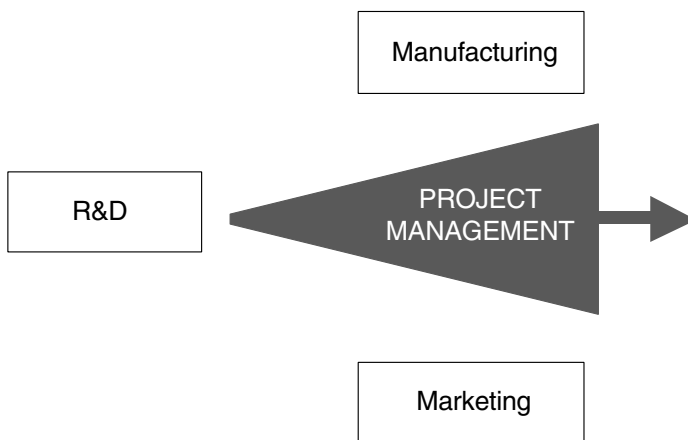 Manufacturing
R&D
PROJECT
MANAGEMENT
Marketing